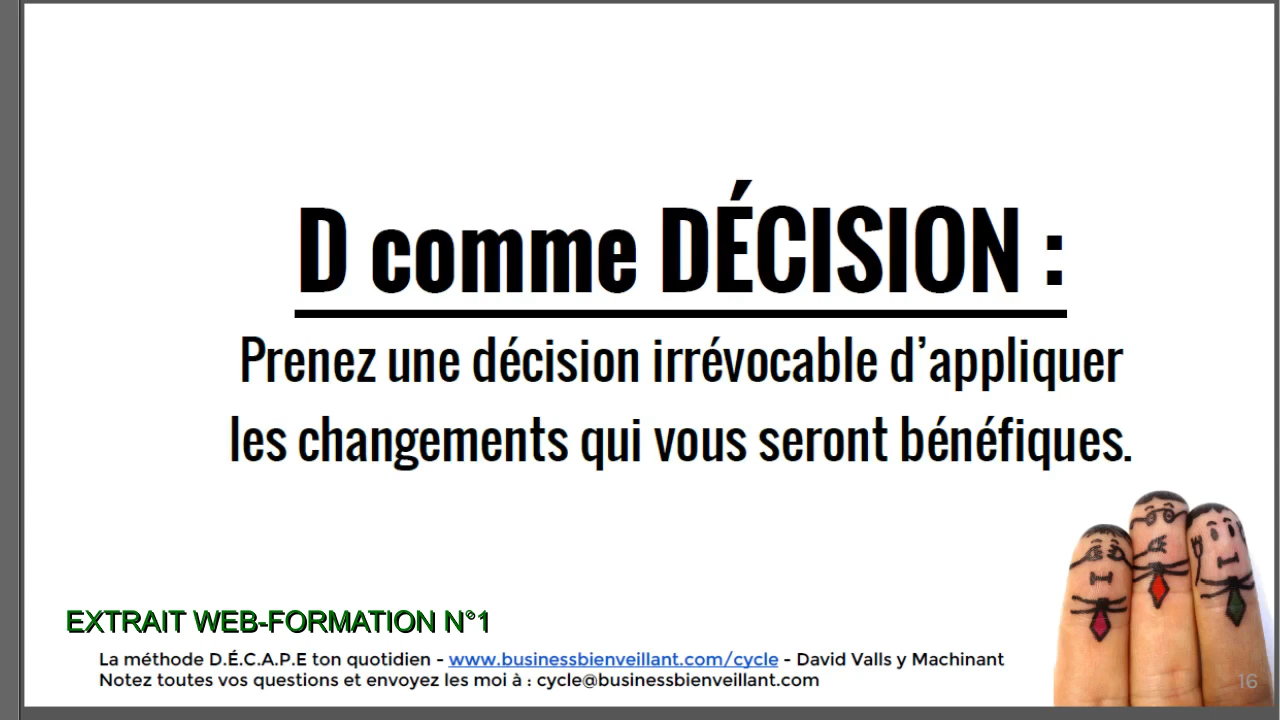 D comme DÉCISION :
Prenez une décision irrévocable d’appliquer
les changements qui vous seront bénéfiques.
EXTRAIT WEB-FORMATION N°1
La méthode D.É.C.A.P.E ton quotidien - www.businessbienveillant.com/cycle - David Valls y Machinant
Notez toutes vos questions et envoyez les moi à : cycle@businessbienveillant.com
16